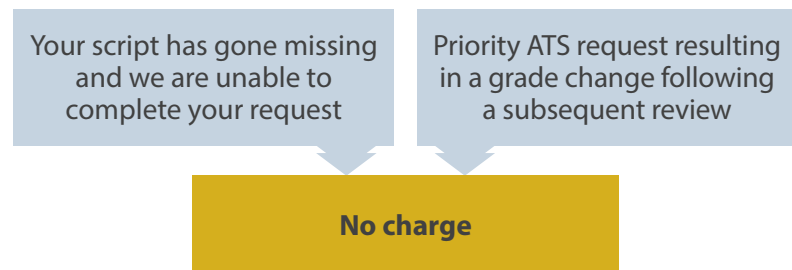 Your script has gone missing
and we are unable to
complete your request
Priority ATS request resulting
in a grade change following
a subsequent review
No charge